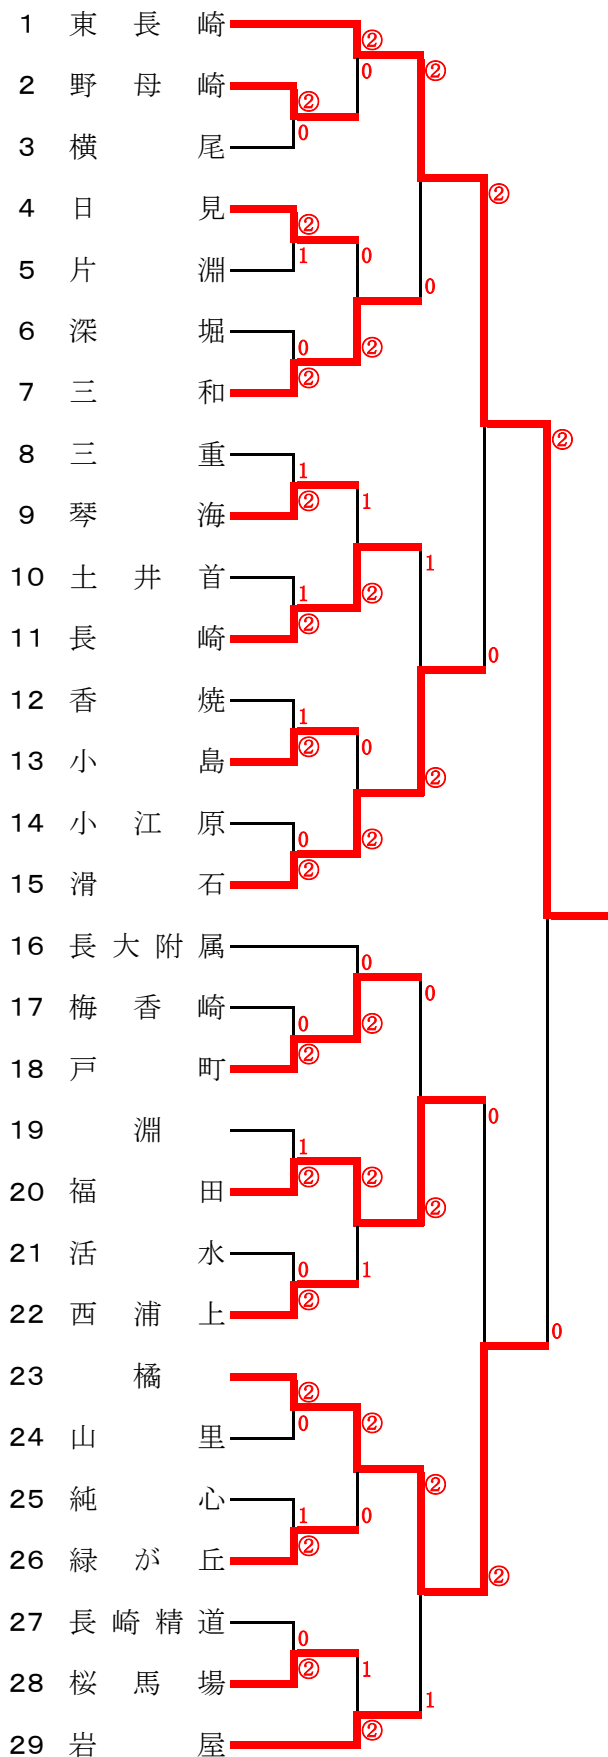 1 東長崎
②
0
②
2 野母崎
②
0
3 横尾
②
4 日見
②
1
0
5 片淵
0
6 深堀
0
②
②
7 三和
8 三重
1
②
②
1
9 琴海
10 土井首
1
②
②
1
11 長崎
0
12 香焼
1
②
0
13 小島
②
14 小江原
0
②
②
15 滑石
16 長大附属
0
0
17 梅香崎
0
②
②
18 戸町
0
19 淵
1
②
②
20 福田
②
21 活水
0
②
1
22 西浦上
0
23 橘
②
0
②
24 山里
②
25 純心
1
②
0
26 緑が丘
②
27 長崎精道
0
②
1
28 桜馬場
1
②
29 岩屋